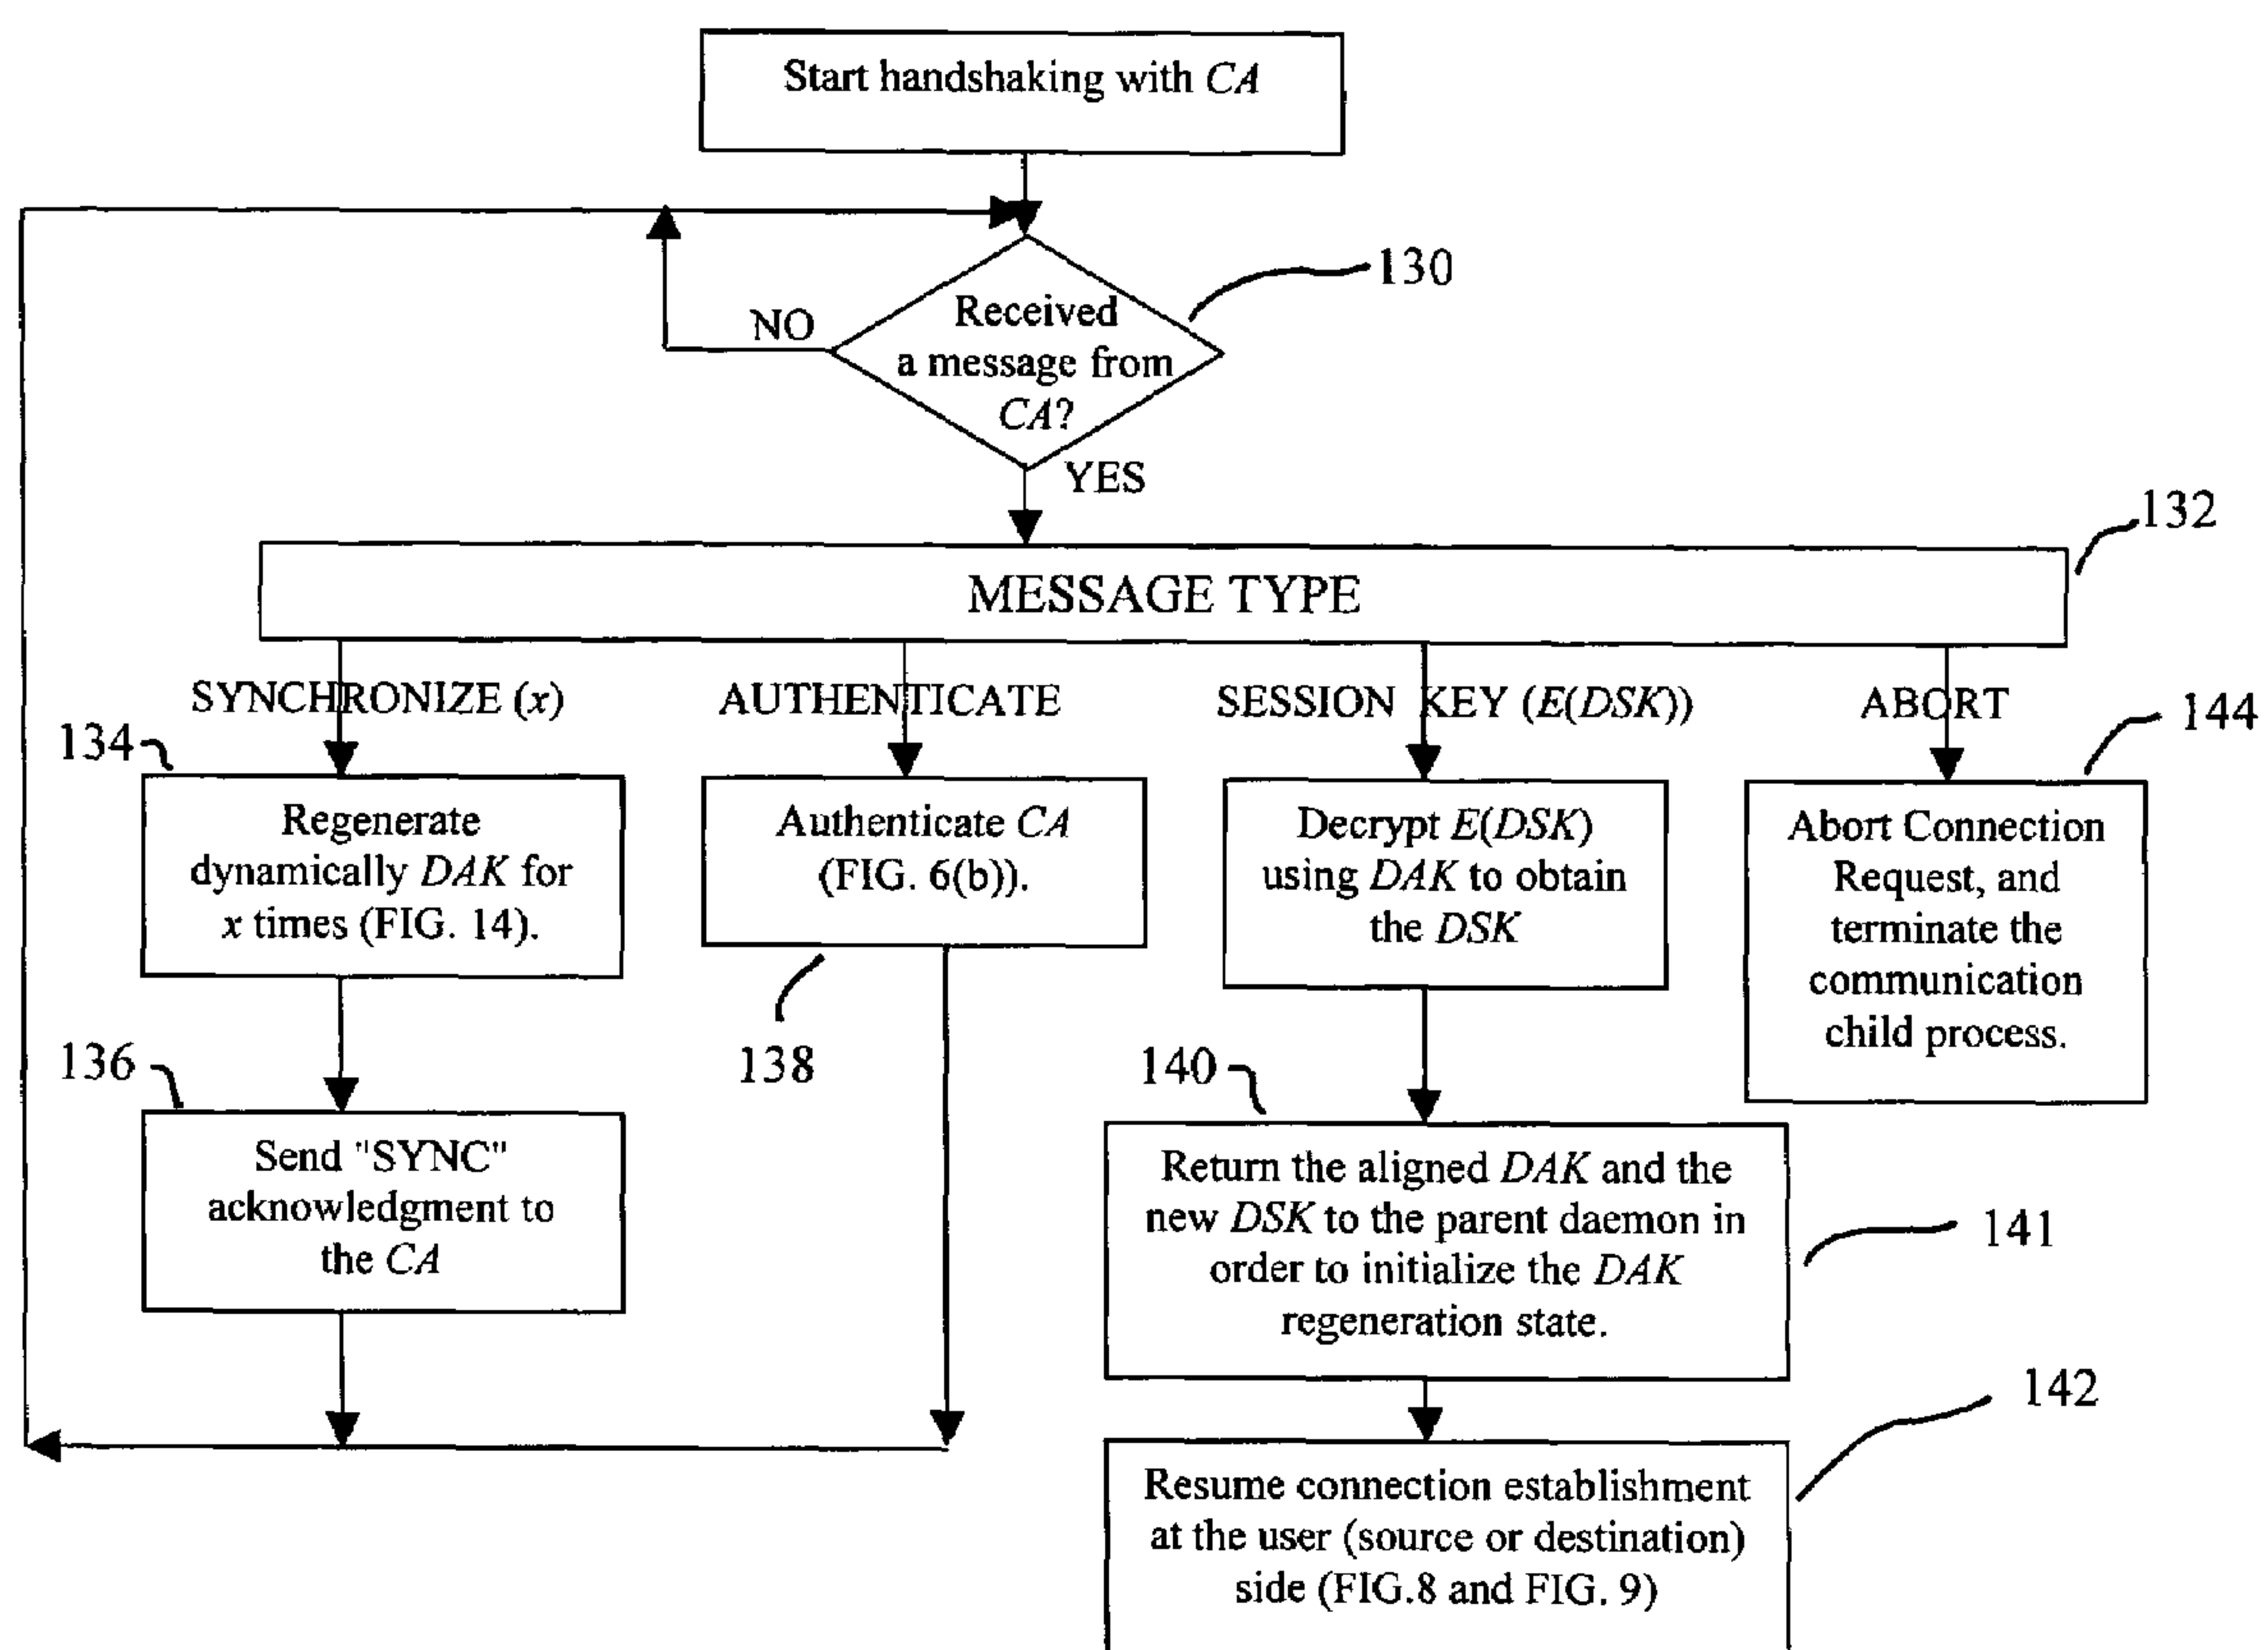 Start handshaking with CA
130
Received
a message from
CA?
NO
YES
132
MESSAGE TYPE
SYNCHRONIZE (x)
AUTHENTICATE
SESSION KEY (E(DSK))
ABORT
134
144
Regenerate
dynamically DAK for
x times (FIG. 14).
Authenticate CA
(FIG. 6(b)).
Decrypt E(DSK)
using DAK to obtain
the DSK
Abort Connection
Request, and
terminate the
communication
child process.
136
138
140
Send "SYNC"
acknowledgment to
the CA
Return the aligned DAK and the
new DSK to the parent daemon in
order to initialize the DAK
regeneration state.
141
142
Resume connection establishment
at the user (source or destination)
side (FIG.8 and FIG. 9)